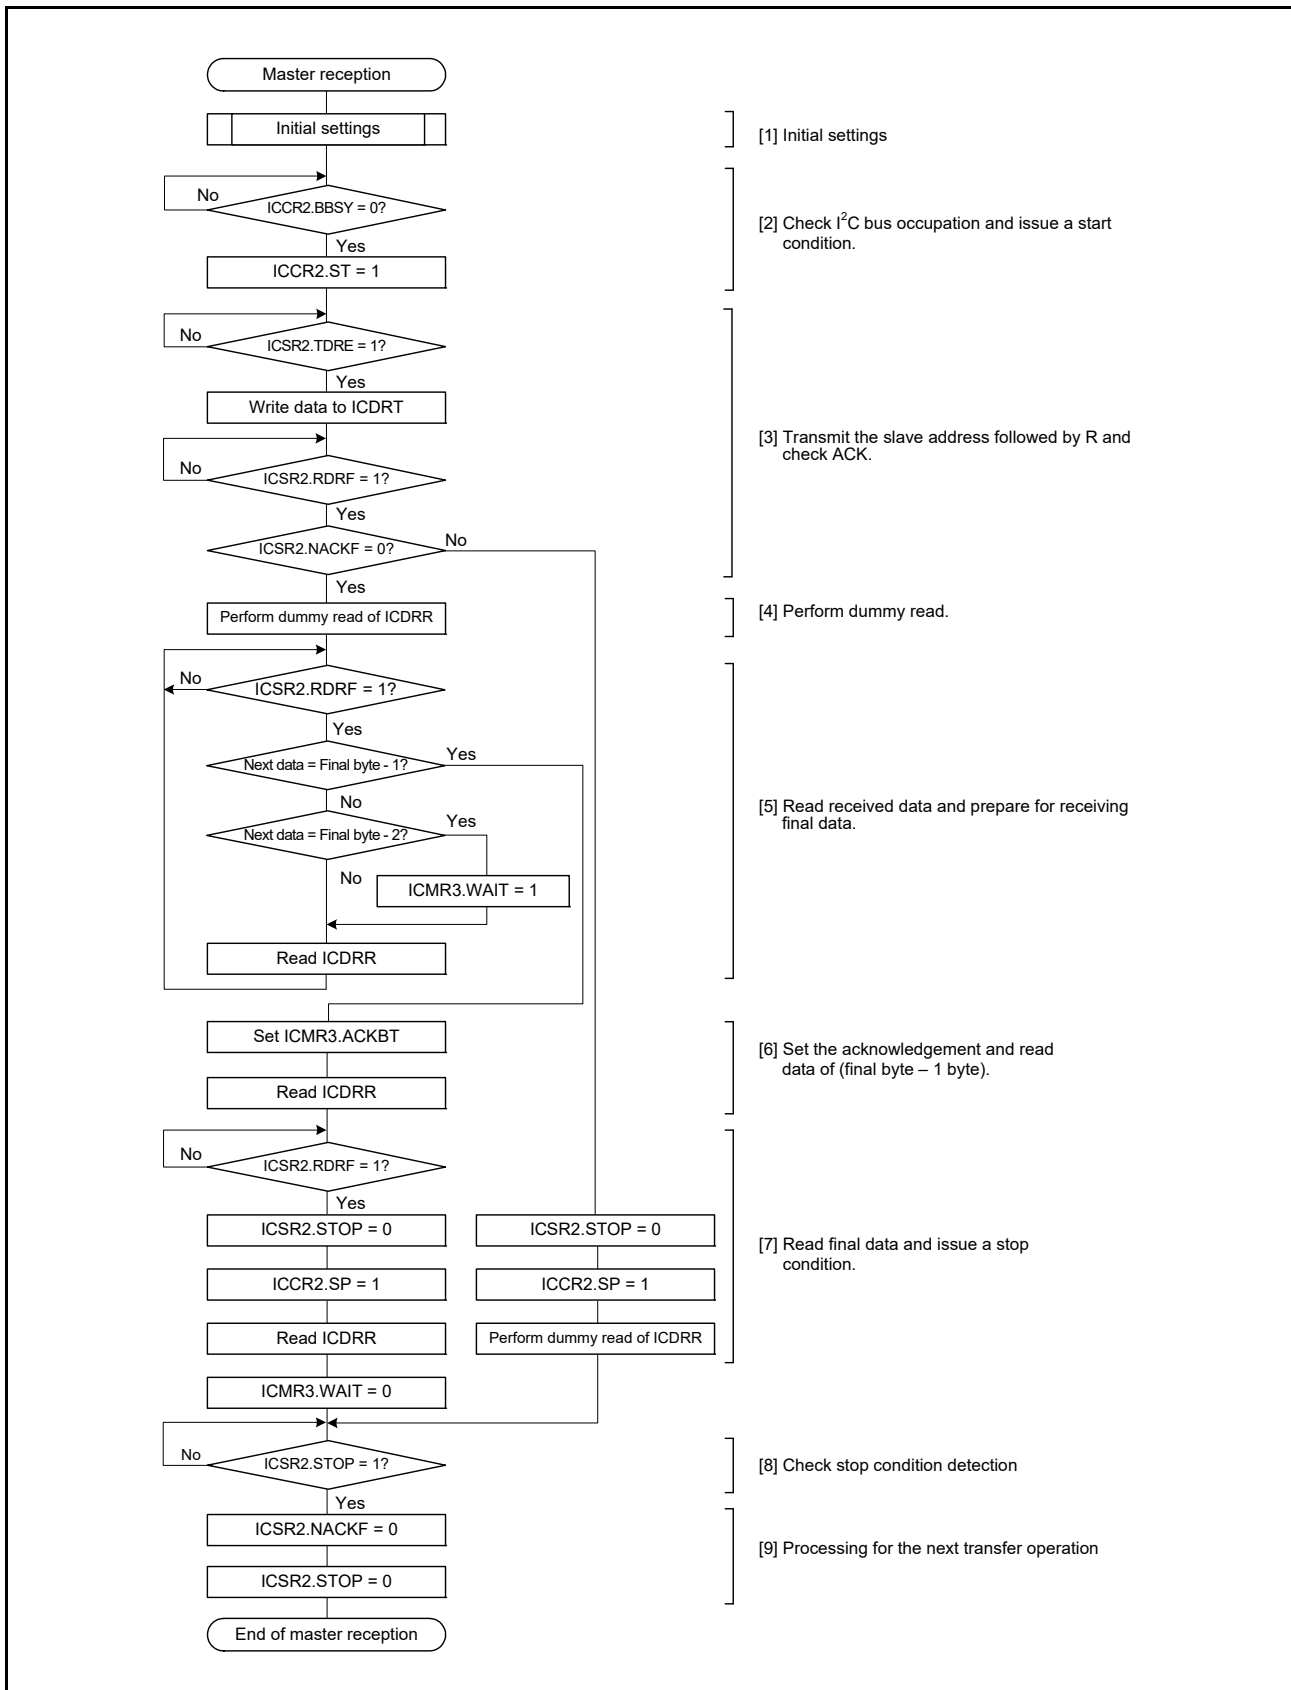 Master reception
Initial settings
[1] Initial settings
No
ICCR2.BBSY = 0?
[2] Check I²C bus occupation and issue a start
condition.
Yes
ICCR2.ST = 1
No
ICSR2.TDRE = 1?
Yes
Write data to ICDRT
[3] Transmit the slave address followed by R and
check ACK.
No
ICSR2.RDRF = 1?
Yes
ICSR2.NACKF = 0?
No
Yes
Perform dummy read of ICDRR
[4] Perform dummy read.
No
ICSR2.RDRF = 1?
Yes
Next data = Final byte - 1?
Yes
No
[5] Read received data and prepare for receiving
final data.
Next data = Final byte - 2?
Yes
No
ICMR3.WAIT = 1
Read ICDRR
Set ICMR3.ACKBT
[6] Set the acknowledgement and read
data of (final byte – 1 byte).
Read ICDRR
No
ICSR2.RDRF = 1?
Yes
ICSR2.STOP = 0
ICSR2.STOP = 0
[7] Read final data and issue a stop
condition.
ICCR2.SP = 1
ICCR2.SP = 1
Read ICDRR
Perform dummy read of ICDRR
ICMR3.WAIT = 0
No
ICSR2.STOP = 1?
[8] Check stop condition detection
Yes
ICSR2.NACKF = 0
[9] Processing for the next transfer operation
ICSR2.STOP = 0
End of master reception